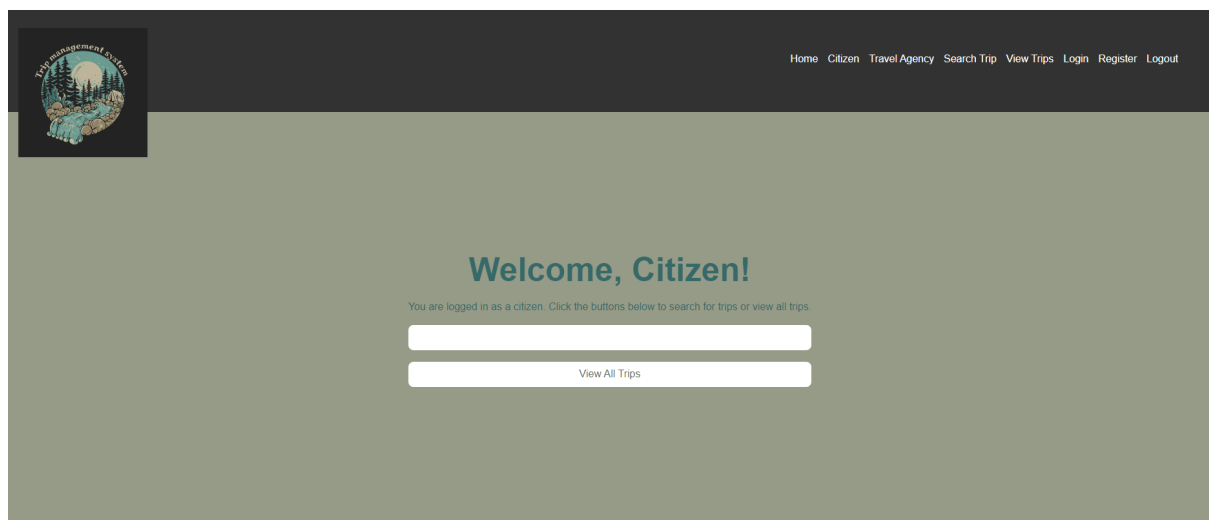 Trip management system
Home Citizen Travel Agency Search Trip View Trips Login Register Logout
Welcome, Citizen!
You are logged in as a citizen. Click the buttons below to search for trips or view all trips.
View All Trips